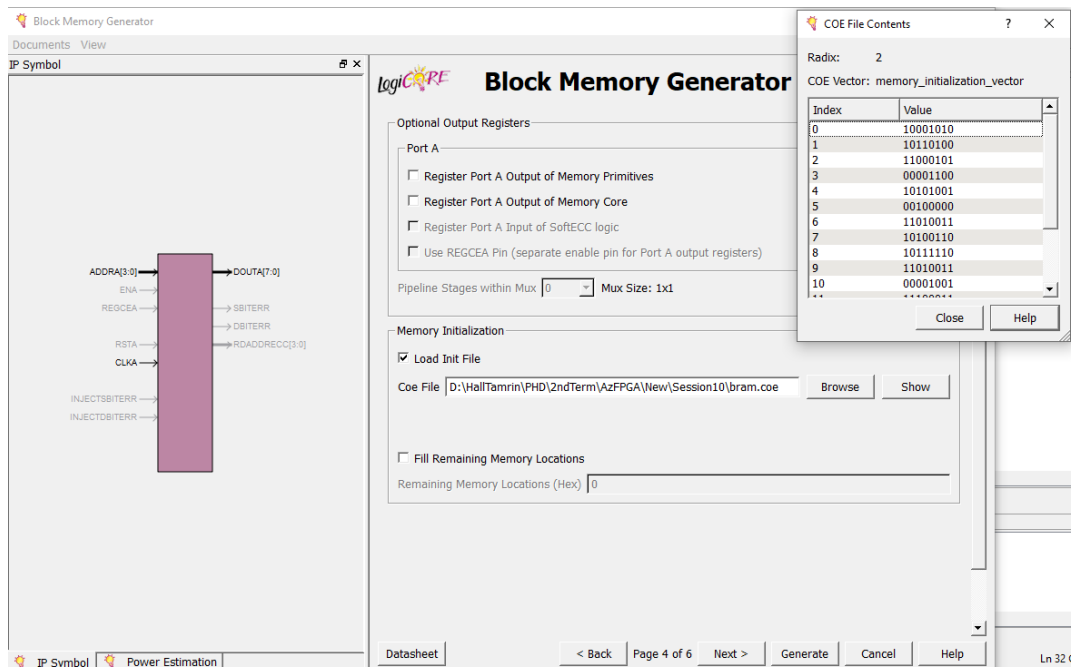 Block Memory Generator
Documents View
IP Symbol
ADDRA[3:0]
DOUTA[7:0]
ENA
REGCEA
SBITERR
DBITERR
RSTA
RDADDRECC[3:0]
CLKA
INJECTSBITERR
INJECTDBITERR
IP Symbol
Power Estimation
LogiCORE
Block Memory Generator
Optional Output Registers
Port A
Register Port A Output of Memory Primitives
Register Port A Output of Memory Core
Register Port A Input of SoftECC logic
Use REGCEA Pin (separate enable pin for Port A output registers)
Pipeline Stages within Mux 0 Mux Size: 1x1
Memory Initialization
Load Init File
Coe File D:\HallTamrin\PHD\2ndTerm\AzFPGA\New\Session10\bram.coe Browse Show
Fill Remaining Memory Locations
Remaining Memory Locations (Hex) 0
Datasheet < Back Page 4 of 6 Next > Generate Cancel Help
COE File Contents ? ×
Radix: 2
COE Vector: memory_initialization_vector
Index Value
0 10001010
1 10110100
2 11000101
3 00001100
4 10101001
5 00100000
6 11010011
7 10100110
8 10111110
9 11010011
10 00001001
11 11100011
Close Help
Ln 32